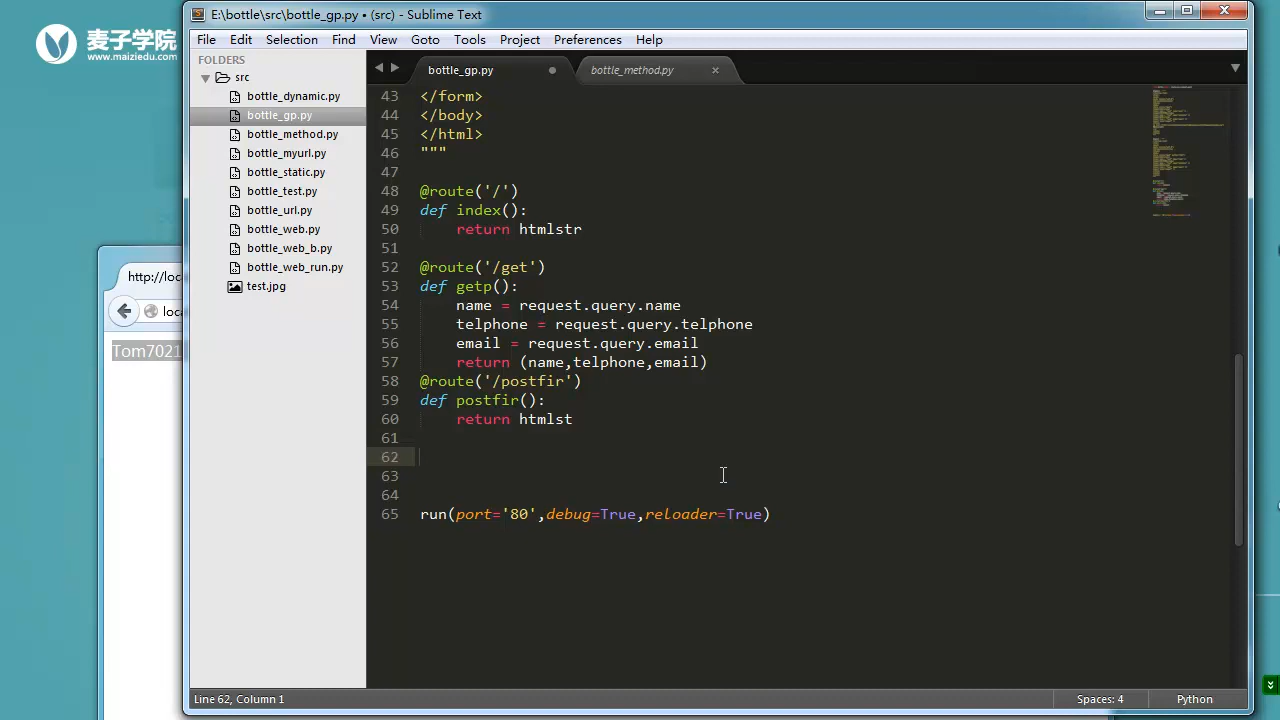 麦子学院
www.maiziedu.com
E:\bottle\src\bottle_gp.py • (src) - Sublime Text
File Edit Selection Find View Goto Tools Project Preferences Help
FOLDERS
src
bottle_dynamic.py
bottle_gp.py
bottle_method.py
bottle_myurl.py
bottle_static.py
bottle_test.py
bottle_url.py
bottle_web.py
bottle_web_b.py
bottle_web_run.py
test.jpg
bottle_gp.py
bottle_method.py
43 </form>
44 </body>
45 </html>
46 """
47
48 @route('/')
49 def index():
50 return htmlstr
51
52 @route('/get')
53 def getp():
54 name = request.query.name
55 telphone = request.query.telphone
56 email = request.query.email
57 return (name,telphone,email)
58 @route('/postfir')
59 def postfir():
60 return htmlst
61
62
63
64
65 run(port='80',debug=True,reloader=True)
http://loc
loca
Tom7021
Line 62, Column 1
Spaces: 4
Python